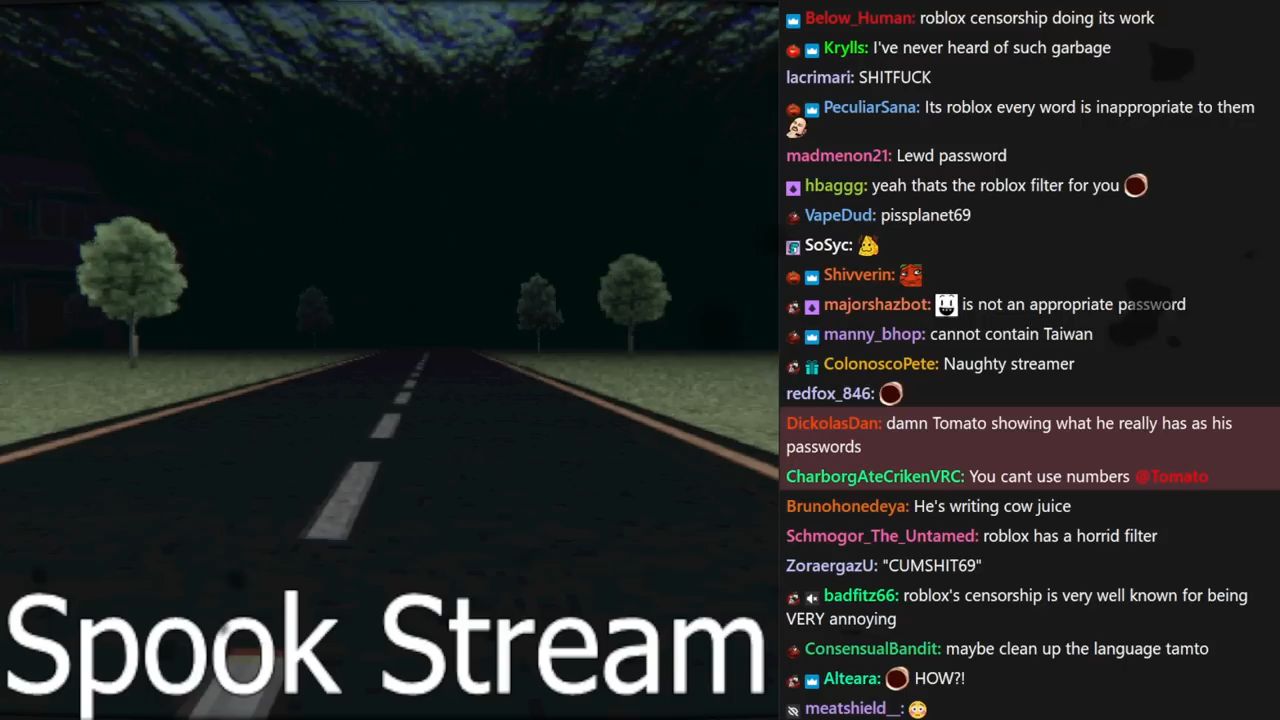 Below_Human: roblox censorship doing its work
Krylls: I've never heard of such garbage
lacrimari: SHITFUCK
PeculiarSana: Its roblox every word is inappropriate to them
madmenon21: Lewd password
hbaggg: yeah thats the roblox filter for you
VapeDud: pissplanet69
SoSyc:
Shivverin:
majorshazbot: is not an appropriate password
manny_bhop: cannot contain Taiwan
ColonoscoPete: Naughty streamer
redfox_846:
DickolasDan: damn Tomato showing what he really has as his
passwords
CharborgAteCrikenVRC: You cant use numbers @Tomato
Brunohonedeya: He's writing cow juice
Schmogor_The_Untamed: roblox has a horrid filter
ZoraergazU: "CUMSHIT69"
badfitz66: roblox's censorship is very well known for being
VERY annoying
ConsensualBandit: maybe clean up the language tamto
Alteara: HOW?!
meatshield__:
Spook Stream